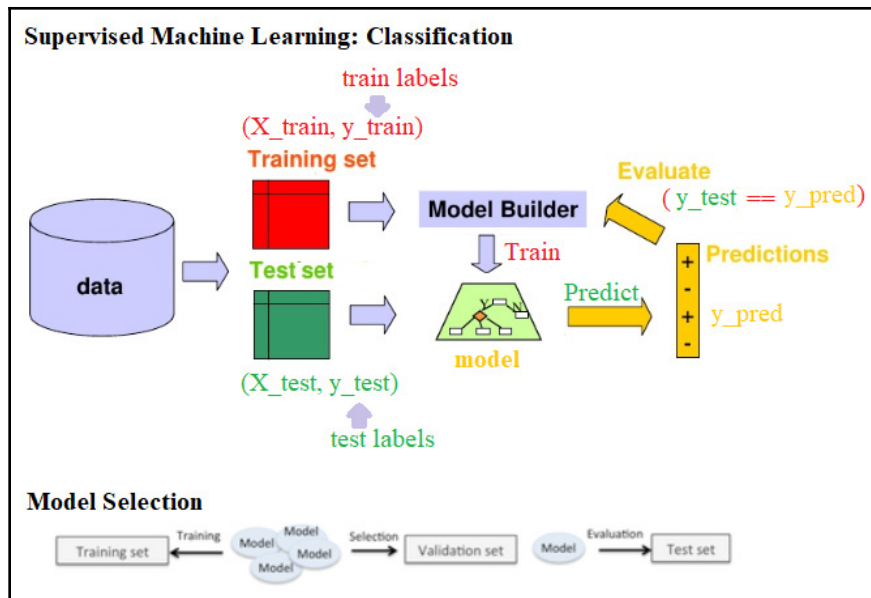 Supervised Machine Learning: Classification
train labels
(X_train, y_train)
Training set
Evaluate
( y_test == y_pred)
Model Builder
data
Train
Test set
Predictions
Predict
+
-
+
-
y_pred
Y
N
model
(X_test, y_test)
test labels
Model Selection
Training set
Training
Model
Model
Model
Model
Selection
Validation set
Model
Evaluation
Test set